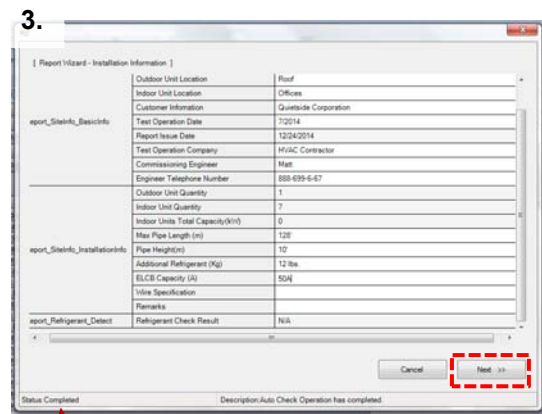 3.
[ Report Wizard - Installation Information ]
Outdoor Unit Location Roof
Indoor Unit Location Offices
Customer Infomation Quietside Corporation
eport_SiteInfo_BasicInfo Test Operation Date 7/2014
Report Issue Date 12/24/2014
Test Operation Company HVAC Contractor
Commissioning Engineer Matt
Engineer Telephone Number 888-699-6-67
Outdoor Unit Quantity 1
Indoor Unit Quantity 7
Indoor Units Total Capacity(kW) 0
Max Pipe Length (m) 128'
eport_SiteInfo_InstallationInfo Pipe Height(m) 10'
Additional Refrigerant (Kg) 12 lbs.
ELCB Capacity (A) 50A
Wire Specification
Remarks
eport_Refrigerant_Detect Refrigerant Check Result N/A
Cancel Next >>
Status:Completed Description:Auto Check Operation has completed.